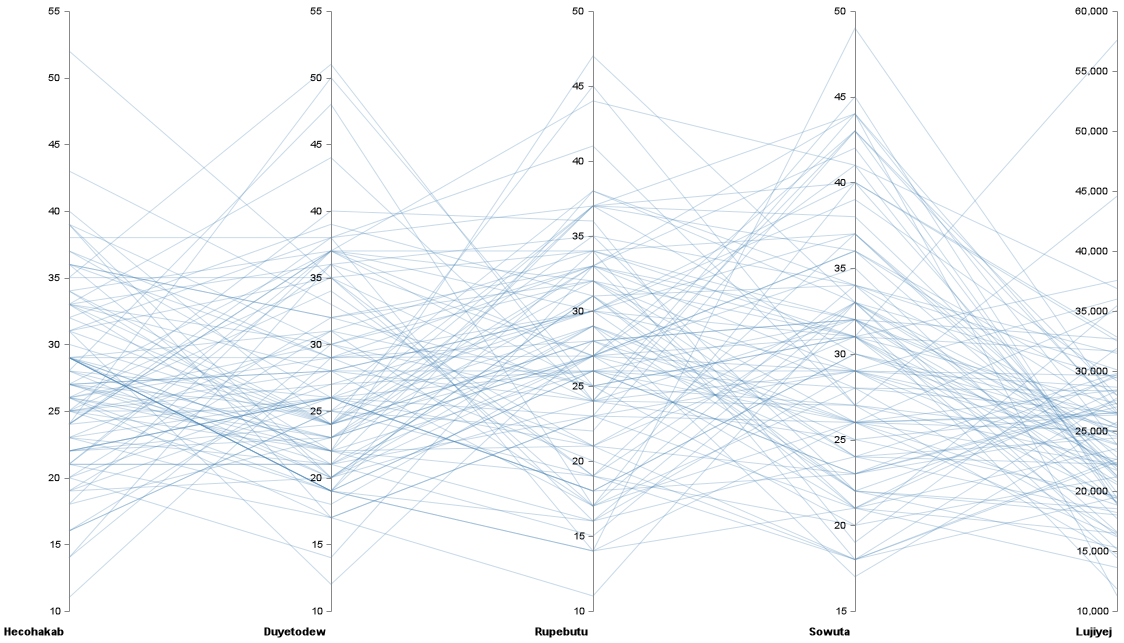 55 55 50 50 60,000
55,000
50 50
45 45 50,000
45 45
45,000
40 40 40 40
40,000
35 35 35 35 35,000
30 30 30 30 30,000
25 25 25 25 25,000
20 20 20 20 20,000
15 15 15 15,000
10 10 10 15 10,000
Hecohakab Duyetodew Rupebutu Sowuta Lujiyej